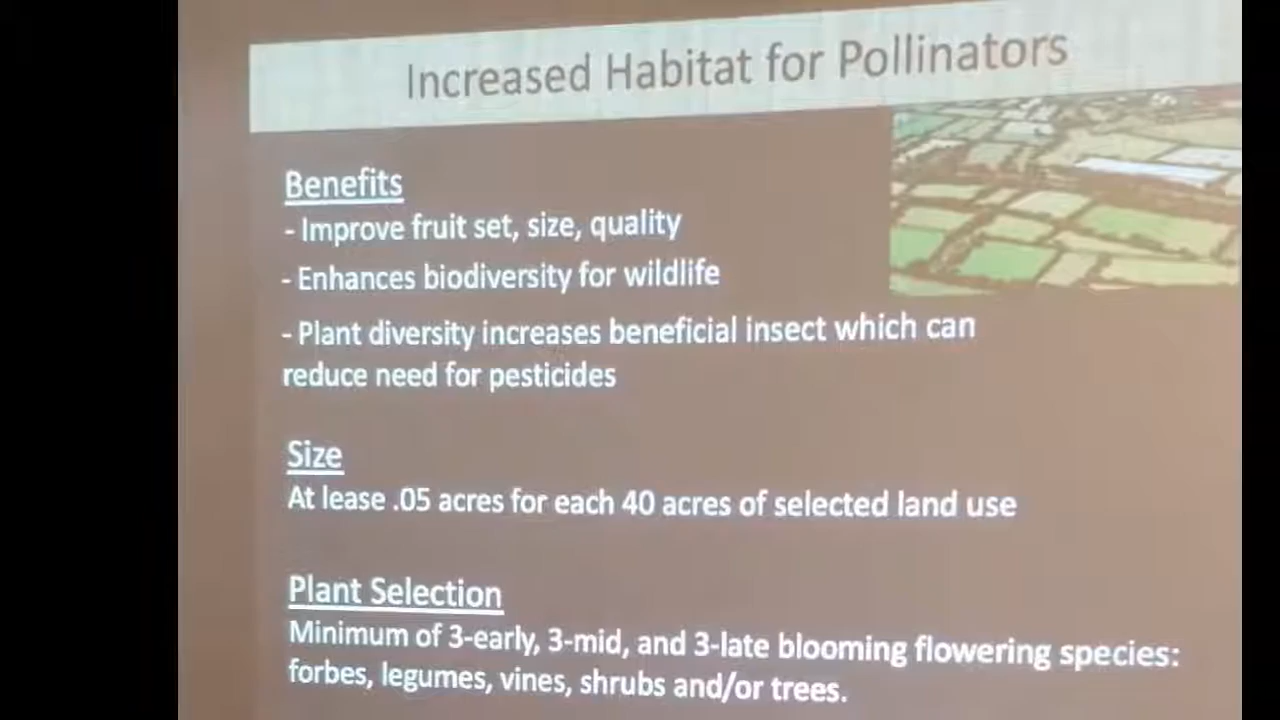 Increased Habitat for Pollinators
Benefits
- Improve fruit set, size, quality
- Enhances biodiversity for wildlife
- Plant diversity increases beneficial insect which can
reduce need for pesticides
Size
At lease .05 acres for each 40 acres of selected land use
Plant Selection
Minimum of 3-early, 3-mid, and 3-late blooming flowering species:
forbes, legumes, vines, shrubs and/or trees.